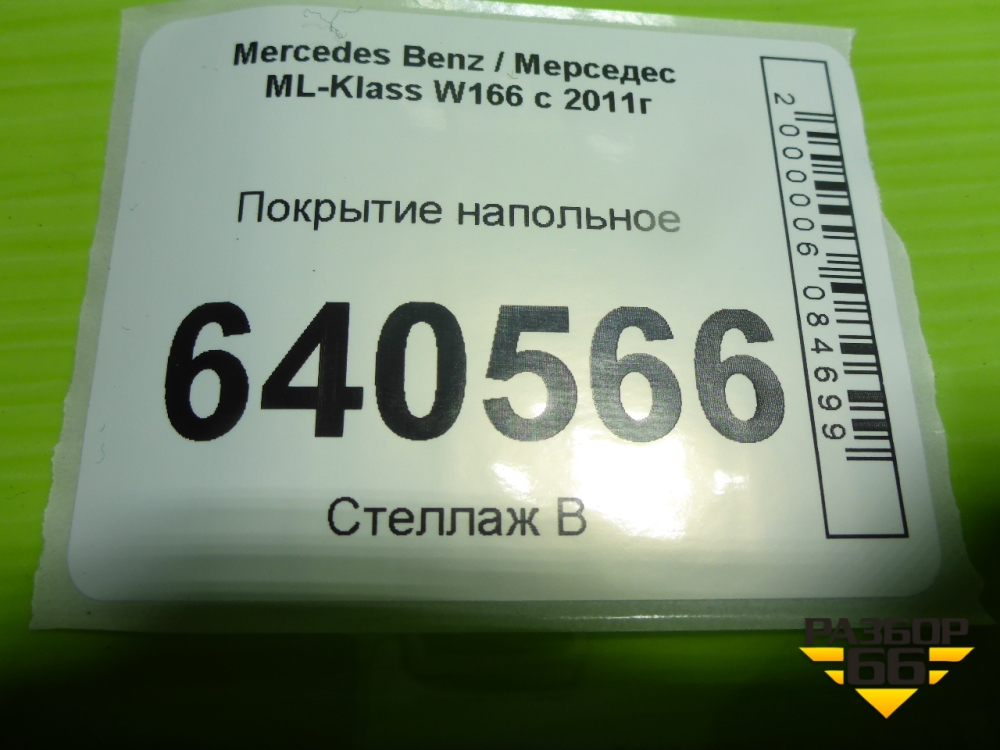 Mercedes Benz / Мерседес
ML-Klass W166 с 2011г
Покрытие напольное
640566
Стеллаж В
2000006084699
РАЗБОР
66